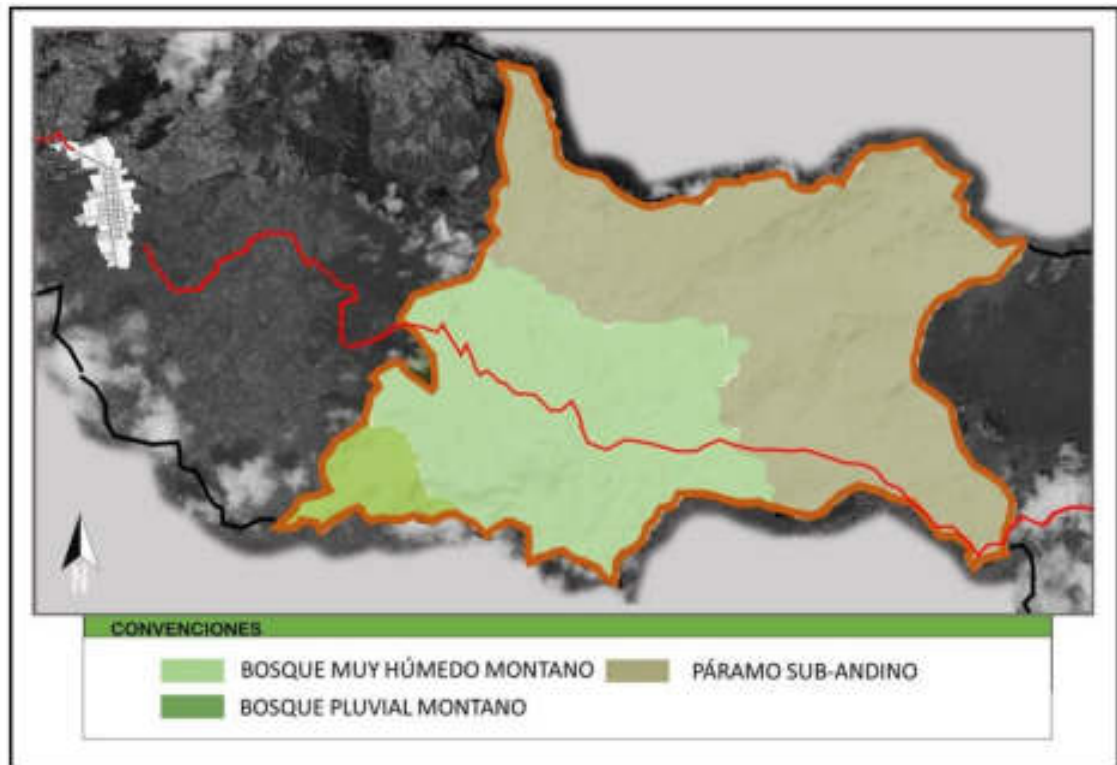 CONVENCIONES
BOSQUE MUY HÚMEDO MONTANO PÁRAMO SUB-ANDINO
BOSQUE PLUVIAL MONTANO